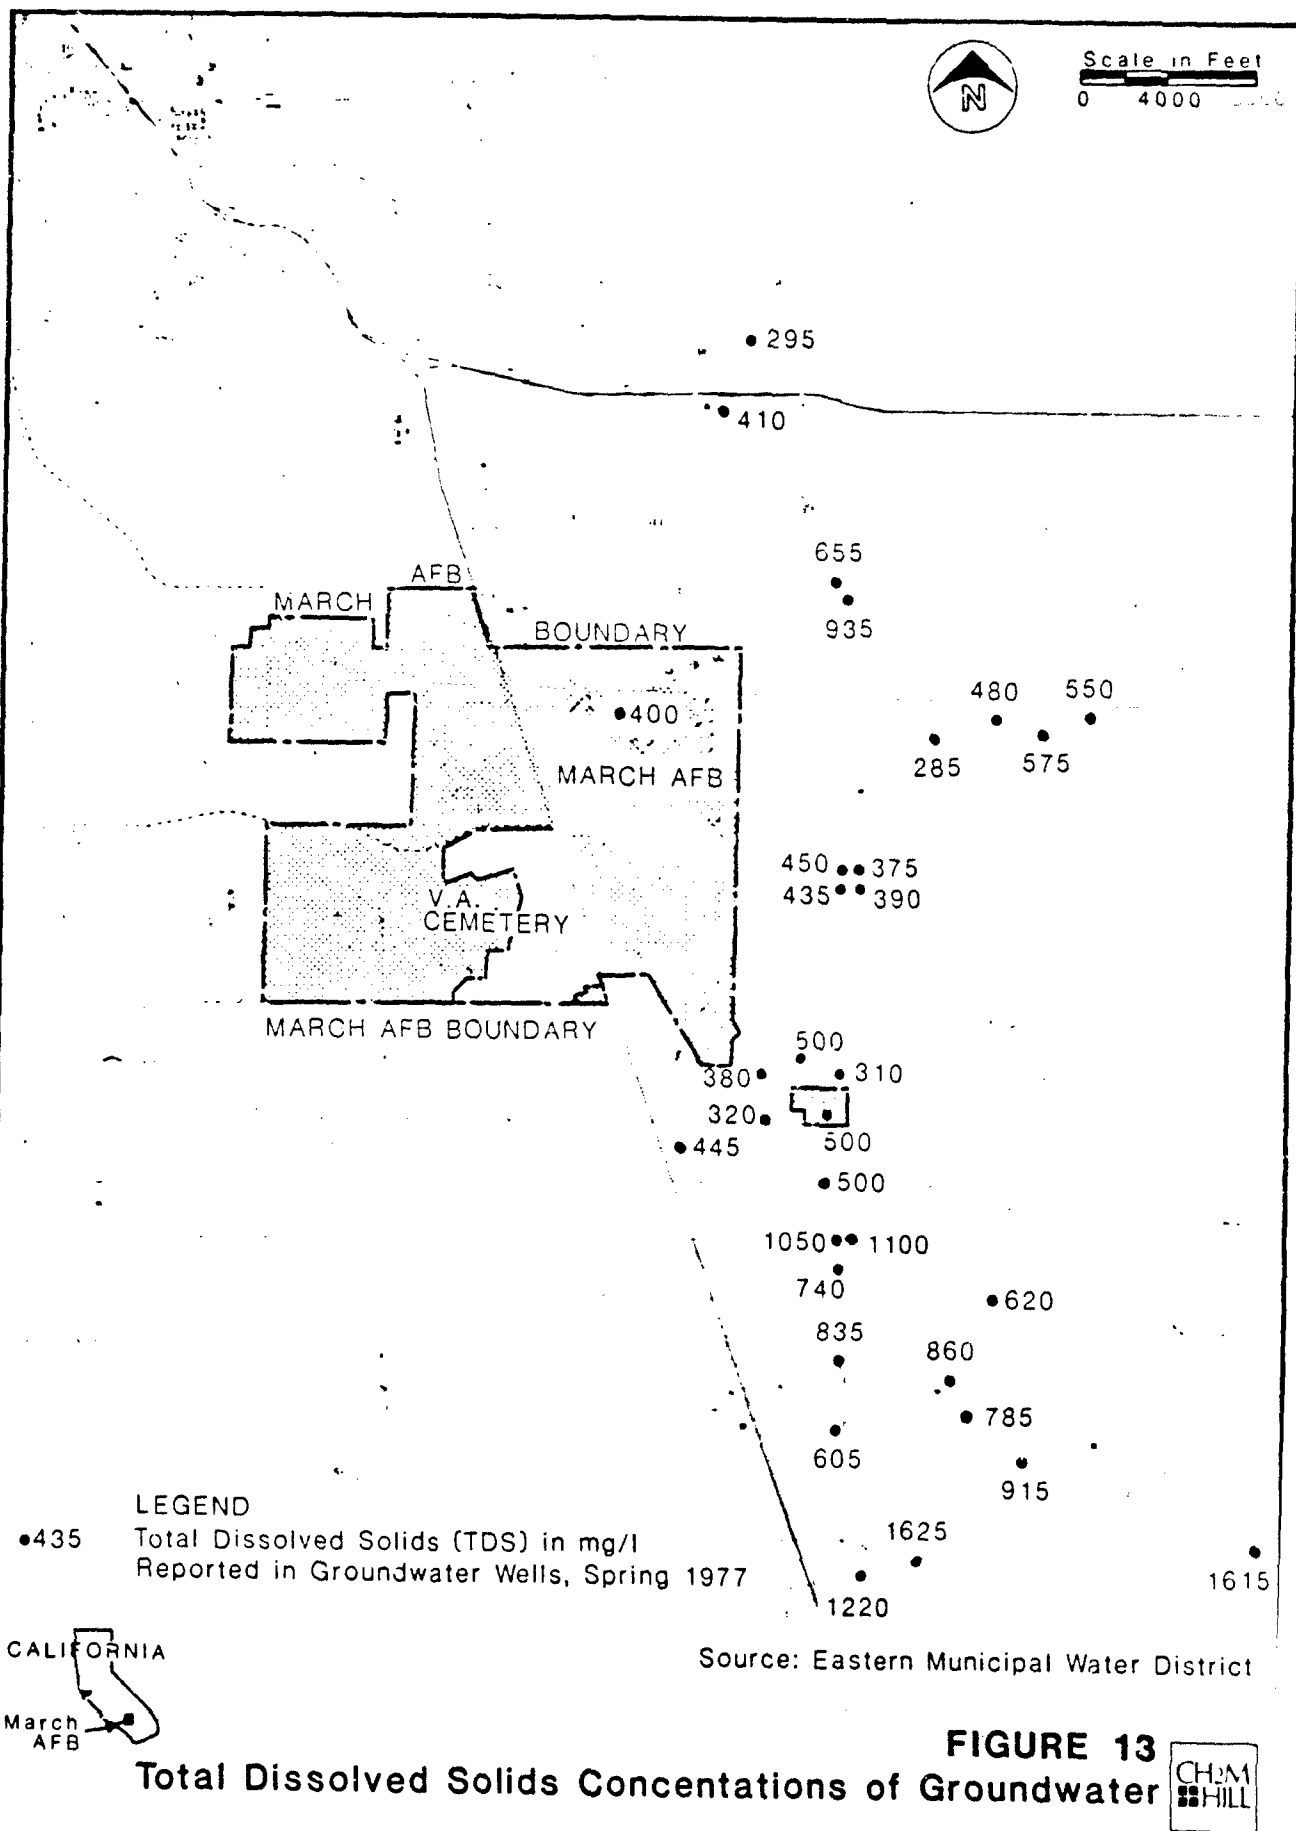 Scale in Feet
0 4000
N
295
410
655
935
AFB
MARCH
BOUNDARY
480
550
400
285
575
MARCH AFB
450
375
435
390
V.A.
CEMETERY
MARCH AFB BOUNDARY
500
380
310
320
500
445
500
1050
1100
740
620
835
860
785
605
915
LEGEND
435
Total Dissolved Solids (TDS) in mg/l
Reported in Groundwater Wells, Spring 1977
1625
1615
1220
CALIFORNIA
March
AFB
Source: Eastern Municipal Water District
FIGURE 13
Total Dissolved Solids Concentations of Groundwater
CH2M
HILL